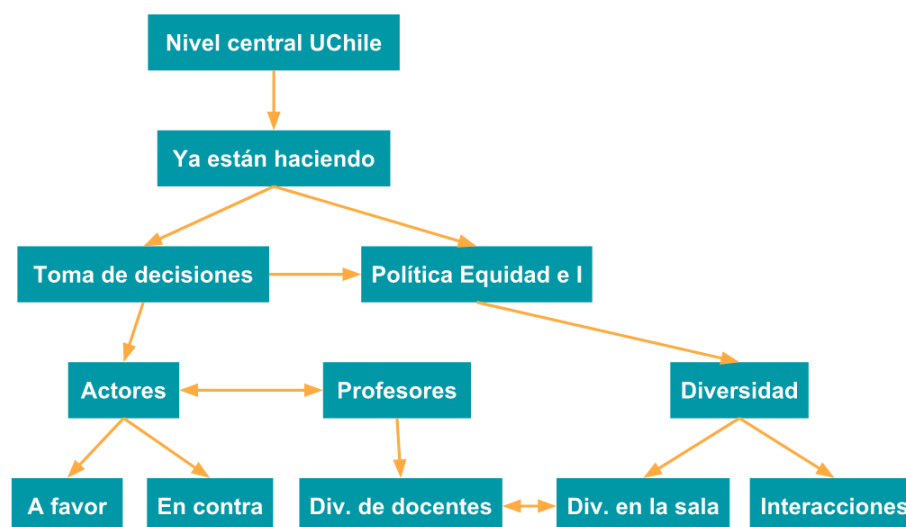 Nivel central UChile
Ya están haciendo
Toma de decisiones
Política Equidad e I
Actores
Profesores
Diversidad
A favor
En contra
Div. de docentes
Div. en la sala
Interacciones